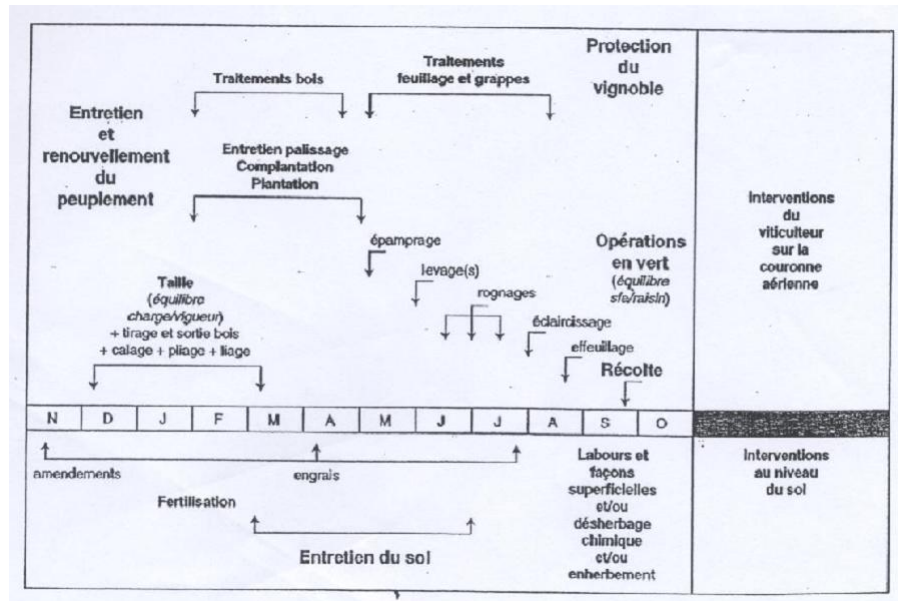 Protection
du
vignoble
Traitements
feuillage et grappes
Traitements bois
Entretien
et
renouvellement
du
peuplement
Entretien palissage
Complantation
Plantation
Interventions
du
viticulteur
sur la
couronne
aérienne
épamprage
Opérations
en vert
(équilibre
sfe/raisin)
levage(s)
rognages
Taille
(équilibre
charge/vigueur)
+ tirage et sortie bois
+ calage + pliage + liage
éclaircissage
effeuillage
Récolte
N D J F M A M J J A S O
amendements
engrais
Fertilisation
Entretien du sol
Labours et
façons
superficielles
et/ou
désherbage
chimique
et/ou
enherbement
Interventions
au niveau
du sol